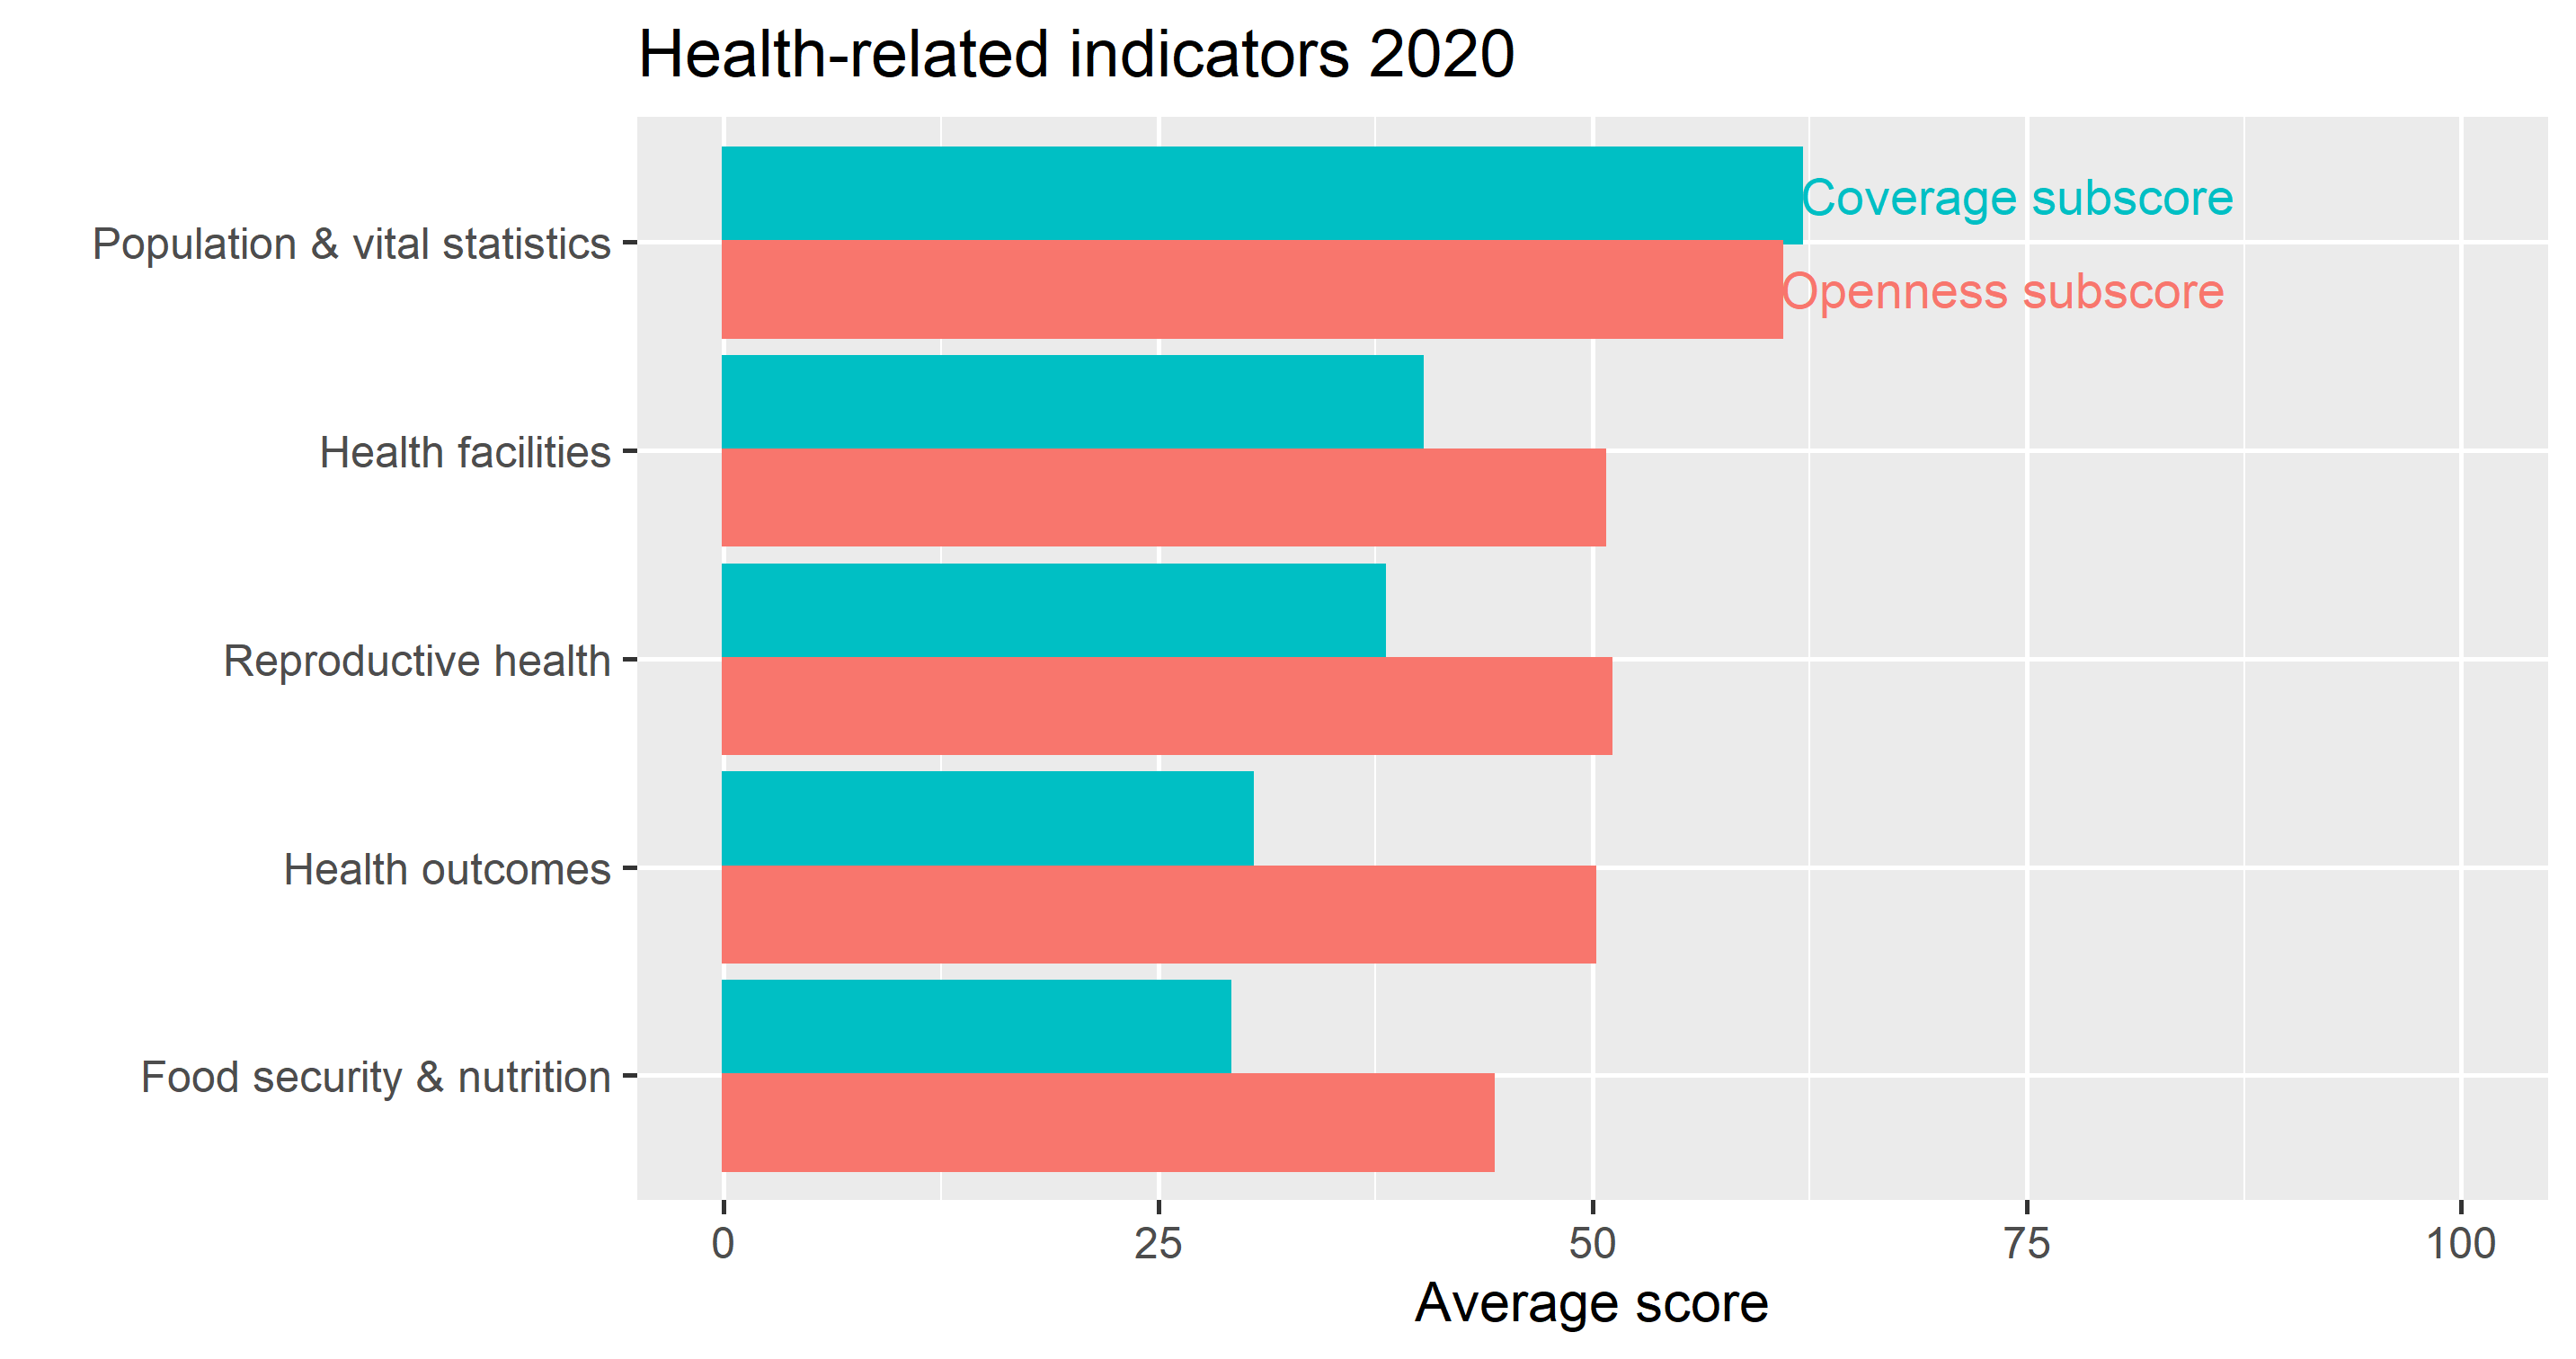 Health-related indicators 2020
Coverage subscore
Population & vital statistics
Openness subscore
Health facilities
Reproductive health
Health outcomes
Food security & nutrition
0 25 50 75 100
Average score